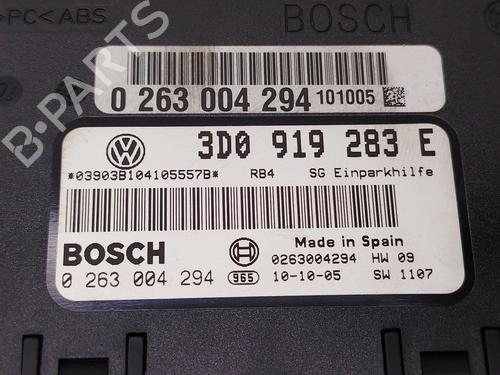 >PC<ABS
BOSCH
0 263 004 294 101005
3D0 919 283 E
*03903B104105557B* RB4 SG Einparkhilfe
BOSCH
Made in Spain
0263004294 HW 09
0 263 004 294 965 10-10-05 SW 1107
B-PARTS